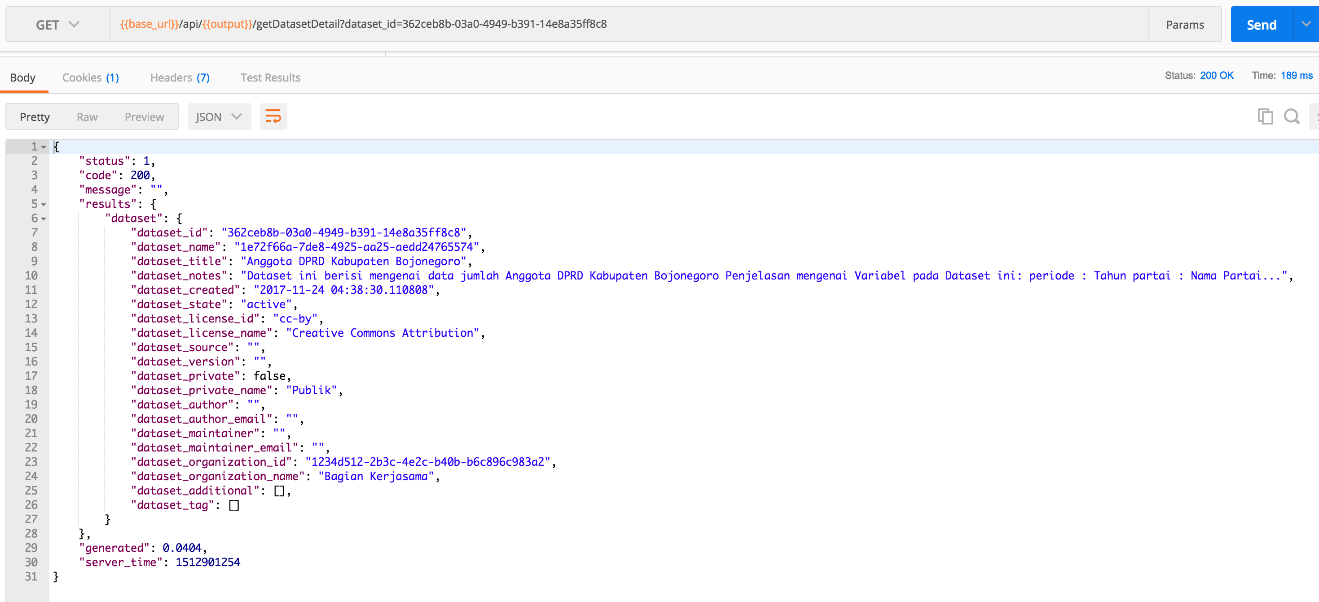 GET {{base_url}}/api/{{output}}/getDatasetDetail?dataset_id=362ceb8b-03a0-4949-b391-14e8a35ff8c8 Params Send
Body Cookies (1) Headers (7) Test Results Status: 200 OK Time: 189 ms
Pretty Raw Preview JSON
1 {
2 "status": 1,
3 "code": 200,
4 "message": "",
5 "results": {
6 "dataset": {
7 "dataset_id": "362ceb8b-03a0-4949-b391-14e8a35ff8c8",
8 "dataset_name": "1e72f66a-7de8-4925-aa25-aedd24765574",
9 "dataset_title": "Anggota DPRD Kabupaten Bojonegoro",
10 "dataset_notes": "Dataset ini berisi mengenai data jumlah Anggota DPRD Kabupaten Bojonegoro Penjelasan mengenai Variabel pada Dataset ini: periode : Tahun partai : Nama Partai...",
11 "dataset_created": "2017-11-24 04:38:30.110808",
12 "dataset_state": "active",
13 "dataset_license_id": "cc-by",
14 "dataset_license_name": "Creative Commons Attribution",
15 "dataset_source": "",
16 "dataset_version": "",
17 "dataset_private": false,
18 "dataset_private_name": "Publik",
19 "dataset_author": "",
20 "dataset_author_email": "",
21 "dataset_maintainer": "",
22 "dataset_maintainer_email": "",
23 "dataset_organization_id": "1234d512-2b3c-4e2c-b40b-b6c896c983a2",
24 "dataset_organization_name": "Bagian Kerjasama",
25 "dataset_additional": [],
26 "dataset_tag": []
27 }
28 },
29 "generated": 0.0404,
30 "server_time": 1512901254
31 }